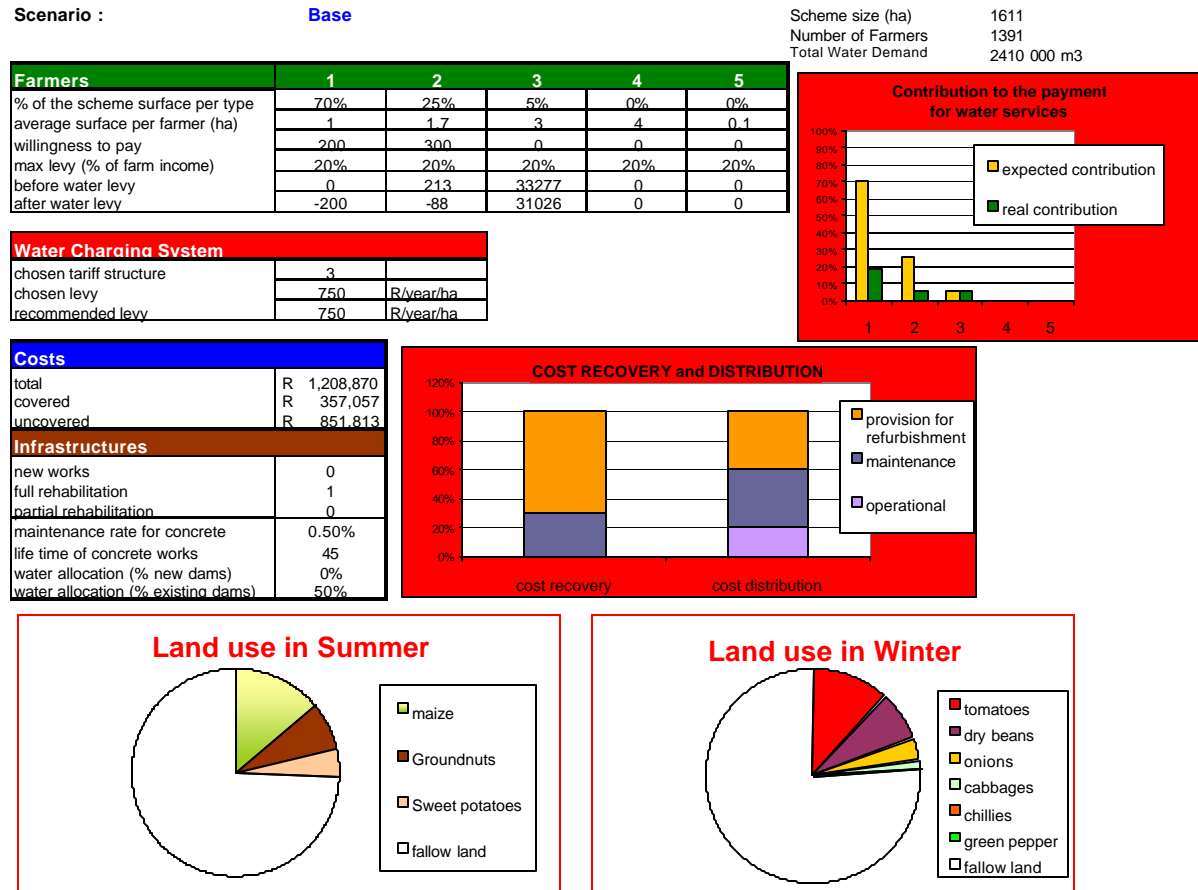 Scenario : Base
Scheme size (ha) 1611
Number of Farmers 1391
Total Water Demand 2410 000 m3
Farmers 1 2 3 4 5
% of the scheme surface per type 70% 25% 5% 0% 0%
average surface per farmer (ha) 1 1.7 3 4 0.1
willingness to pay 200 300 0 0 0
max levy (% of farm income) 20% 20% 20% 20% 20%
before water levy 0 213 33277 0 0
after water levy -200 -88 31026 0 0
Contribution to the payment
for water services
100%
90%
80%
70%
60%
50%
40%
30%
20%
10%
0%
1 2 3 4 5
expected contribution
real contribution
Water Charging System
chosen tariff structure 3
chosen levy 750 R/year/ha
recommended levy 750 R/year/ha
Costs
total R 1,208,870
covered R 357,057
uncovered R 851,813
Infrastructures
new works 0
full rehabilitation 1
partial rehabilitation 0
maintenance rate for concrete 0.50%
life time of concrete works 45
water allocation (% new dams) 0%
water allocation (% existing dams) 50%
COST RECOVERY and DISTRIBUTION
120%
100%
80%
60%
40%
20%
0%
cost recovery cost distribution
provision for
refurbishment
maintenance
operational
Land use in Summer
maize
Groundnuts
Sweet potatoes
fallow land
Land use in Winter
tomatoes
dry beans
onions
cabbages
chillies
green pepper
fallow land